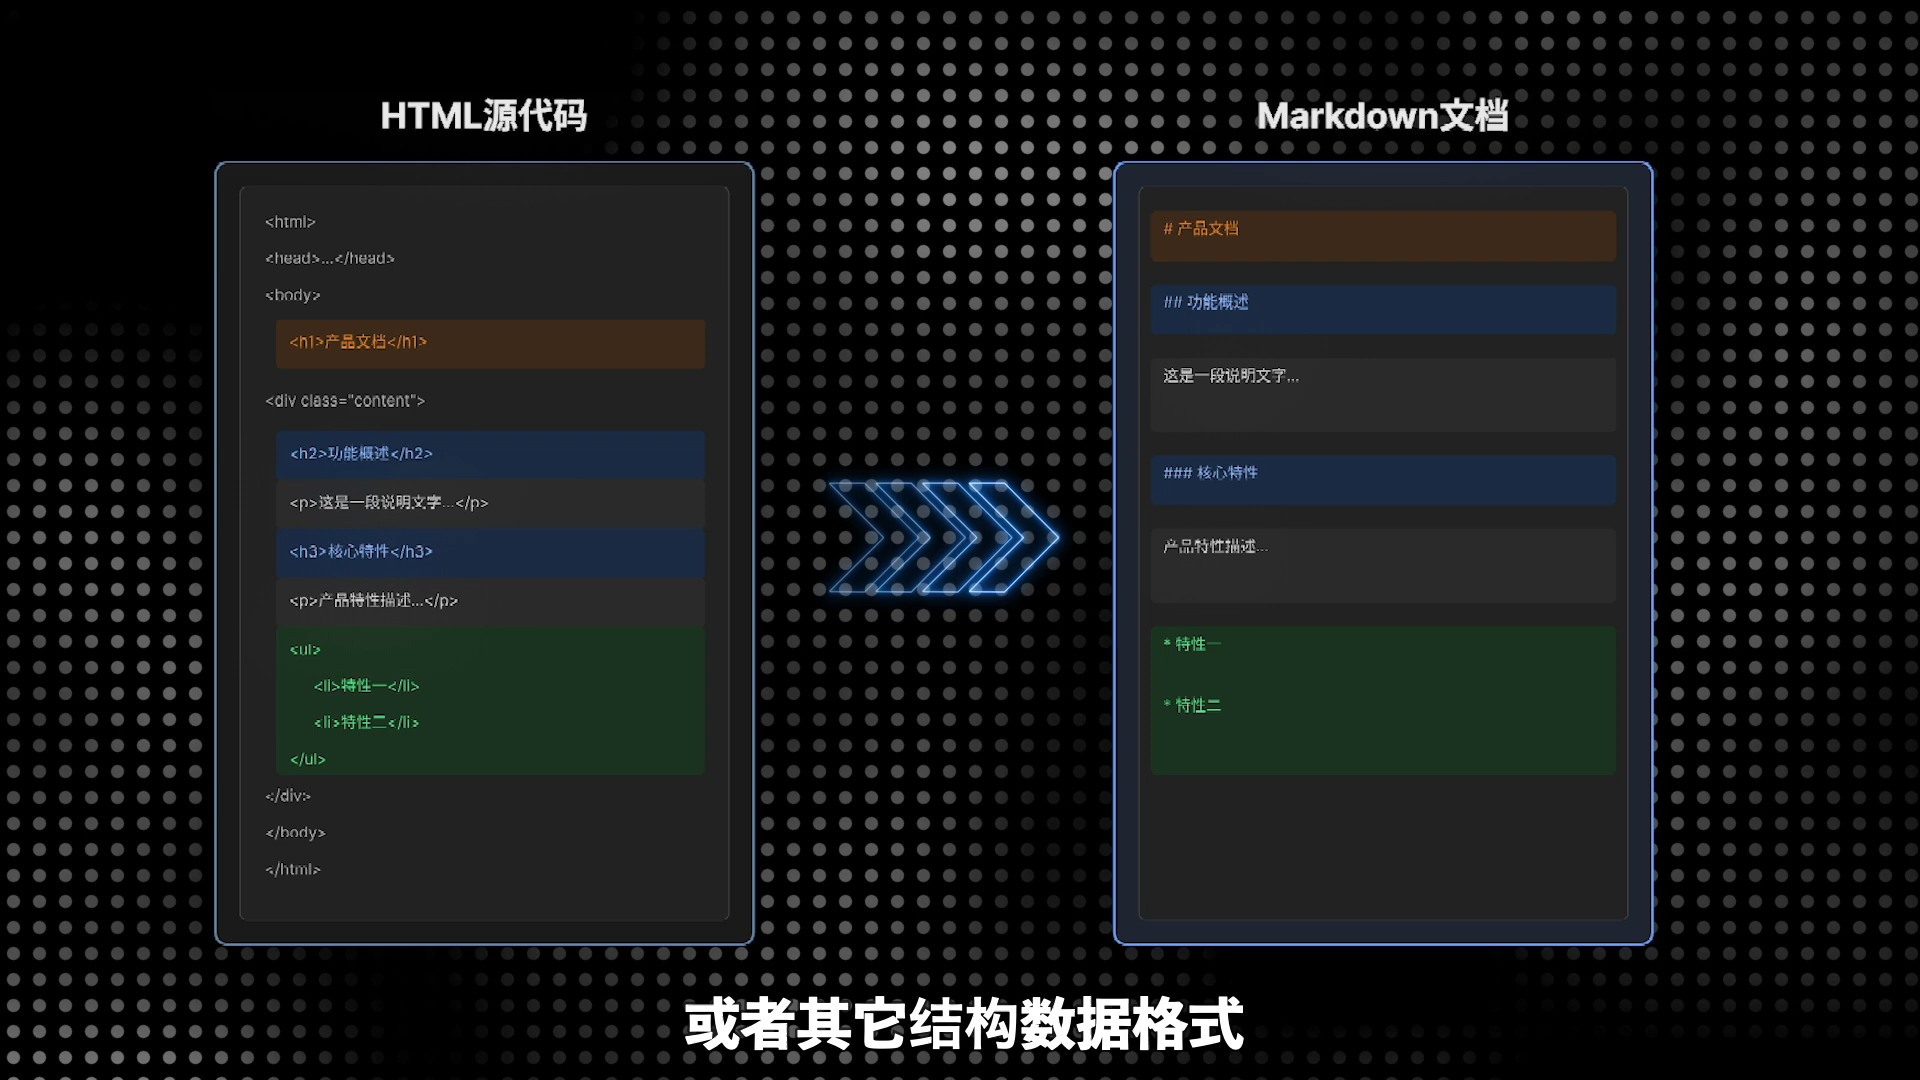 HTML源代码
<html>
<head>...</head>
<body>
<h1>产品文档</h1>
<div class="content">
<h2>功能概述</h2>
<p>这是一段说明文字...</p>
<h3>核心特性</h3>
<p>产品特性描述...</p>
<ul>
<li>特性一</li>
<li>特性二</li>
</ul>
</div>
</body>
</html>
Markdown文档
# 产品文档
## 功能概述
这是一段说明文字...
### 核心特性
产品特性描述...
* 特性一
* 特性二
或者其它结构数据格式